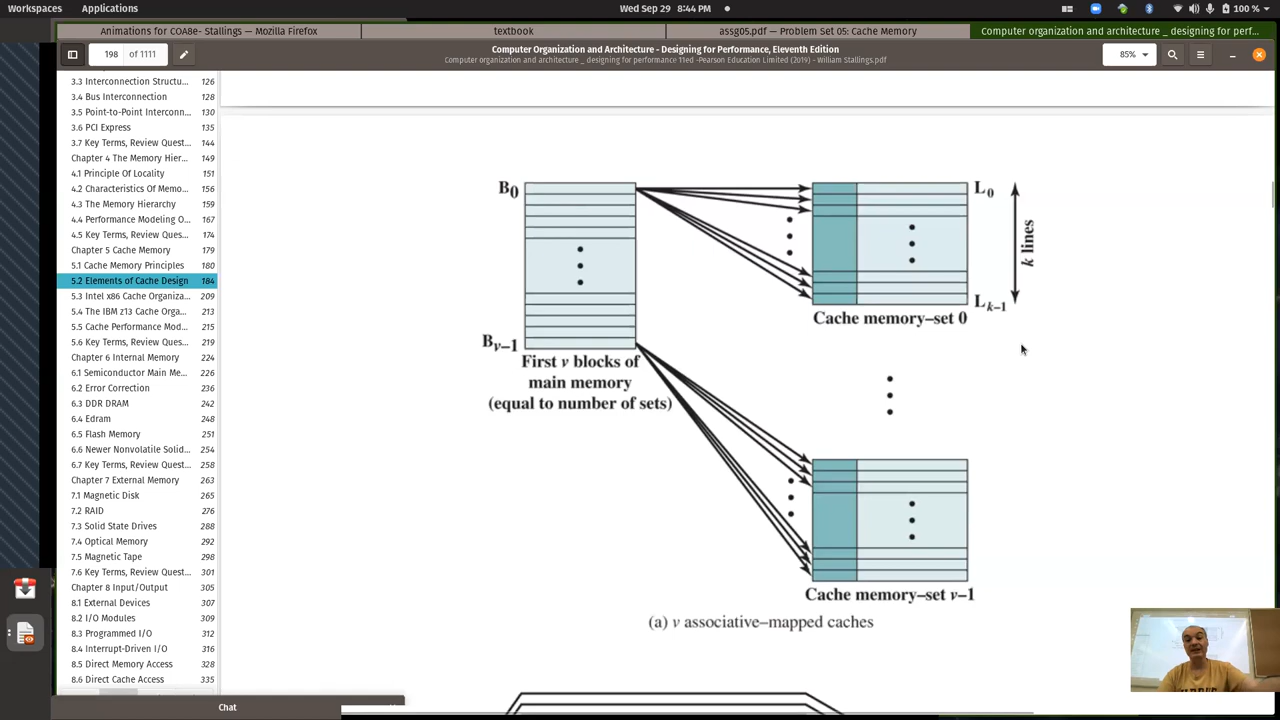 Workspaces Applications Wed Sep 29 8:44 PM 100 %
Animations for COA8e- Stallings — Mozilla Firefox textbook assg05.pdf — Problem Set 05: Cache Memory Computer organization and architecture _ designing for perf...
198 of 1111 Computer Organization and Architecture - Designing for Performance, Eleventh Edition 85%
Computer organization and architecture _ designing for performance 11ed -Pearson Education Limited (2019) - William Stallings.pdf
3.3 Interconnection Structu... 126
3.4 Bus Interconnection 128
3.5 Point-to-Point Interconn... 130
3.6 PCI Express 135
3.7 Key Terms, Review Quest... 144
Chapter 4 The Memory Hier... 149
4.1 Principle Of Locality 151
4.2 Characteristics Of Memo... 156
4.3 The Memory Hierarchy 159
4.4 Performance Modeling O... 167
4.5 Key Terms, Review Ques... 174
Chapter 5 Cache Memory 179
5.1 Cache Memory Principles 180
5.2 Elements of Cache Design 184
5.3 Intel x86 Cache Organiza... 209
5.4 The IBM z13 Cache Orga... 213
5.5 Cache Performance Mod... 215
5.6 Key Terms, Review Ques... 219
Chapter 6 Internal Memory 224
6.1 Semiconductor Main Me... 226
6.2 Error Correction 236
6.3 DDR DRAM 242
6.4 Edram 248
6.5 Flash Memory 251
6.6 Newer Nonvolatile Solid... 254
6.7 Key Terms, Review Quest... 258
Chapter 7 External Memory 263
7.1 Magnetic Disk 265
7.2 RAID 276
7.3 Solid State Drives 288
7.4 Optical Memory 292
7.5 Magnetic Tape 298
7.6 Key Terms, Review Quest... 301
Chapter 8 Input/Output 305
8.1 External Devices 307
8.2 I/O Modules 309
8.3 Programmed I/O 312
8.4 Interrupt-Driven I/O 316
8.5 Direct Memory Access 328
8.6 Direct Cache Access 335
Chat
B0
Bv–1
First v blocks of
main memory
(equal to number of sets)
L0
k lines
Lk–1
Cache memory–set 0
Cache memory–set v–1
(a) v associative–mapped caches